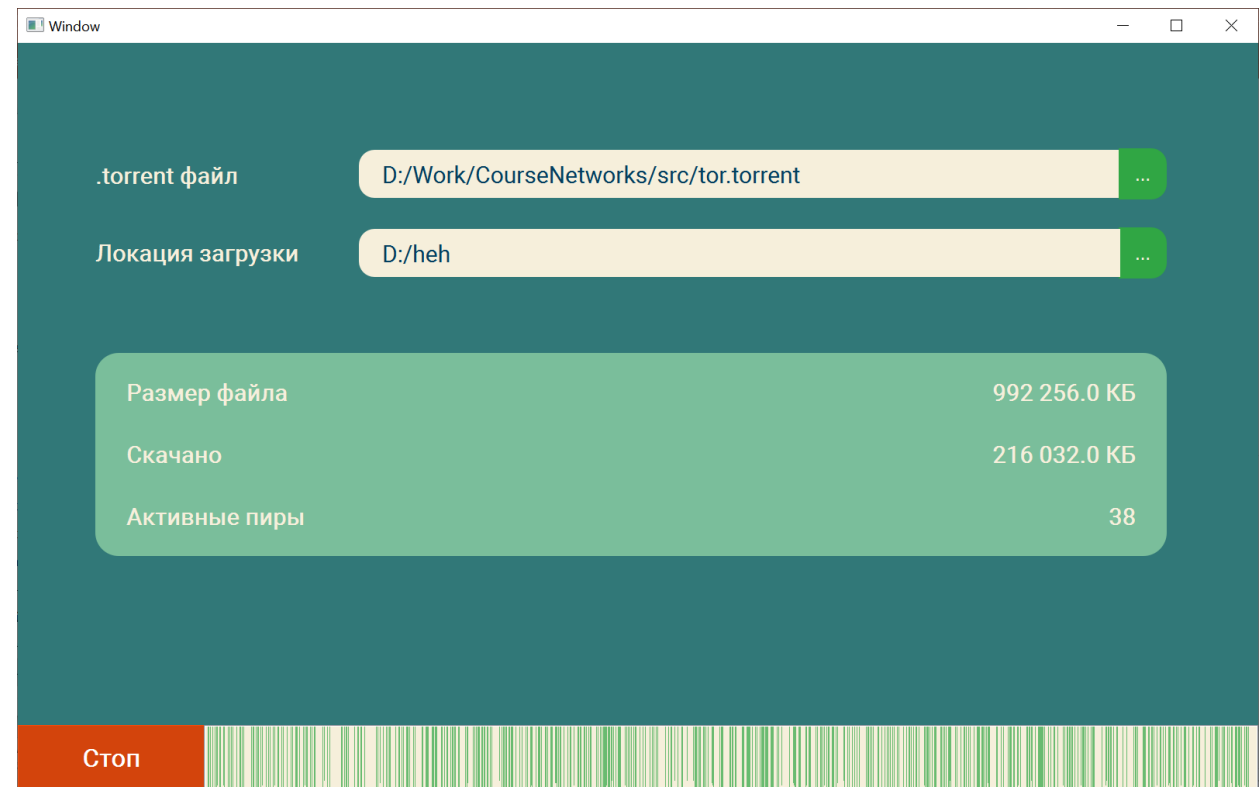 Window
.torrent файл D:/Work/CourseNetworks/src/tor.torrent ...
Локация загрузки D:/heh ...
Размер файла 992 256.0 КБ
Скачано 216 032.0 КБ
Активные пиры 38
Стоп